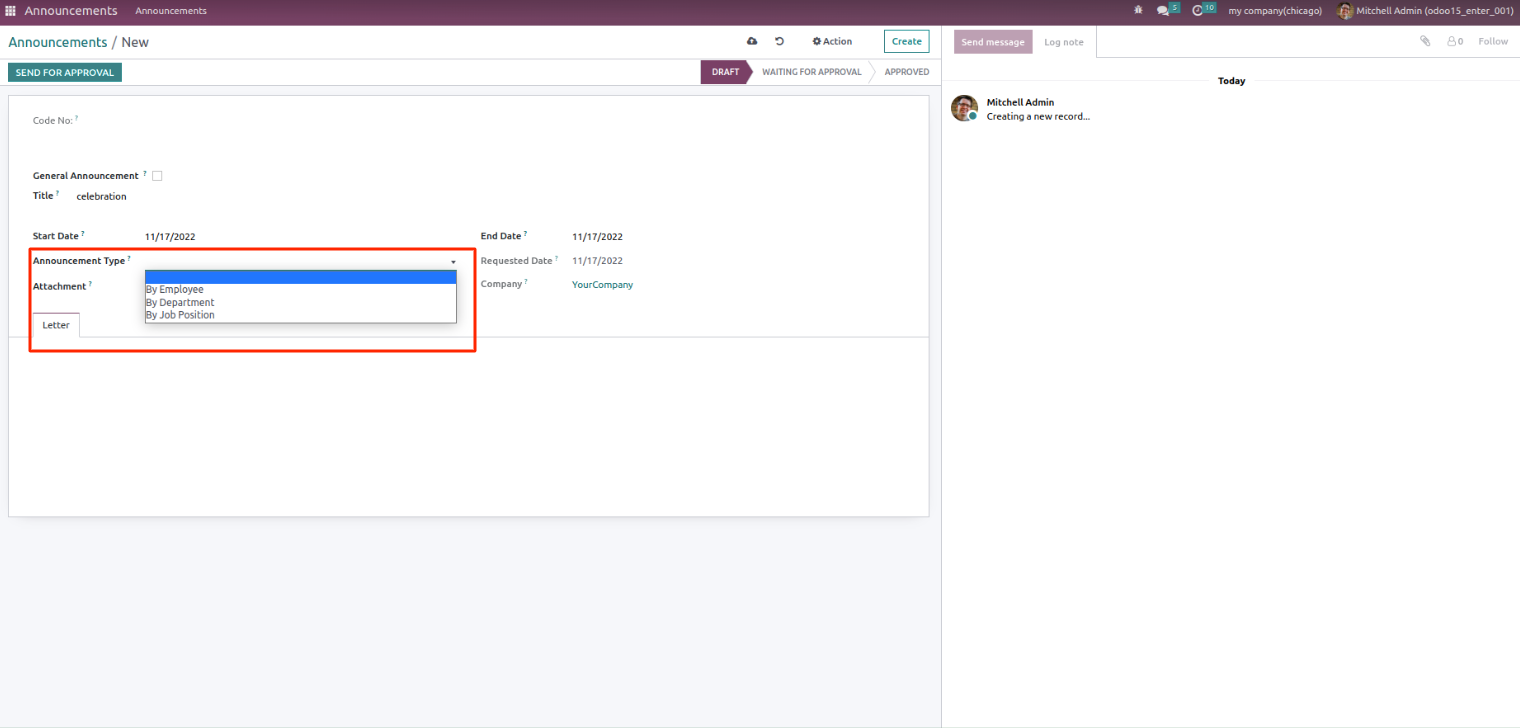 Announcements Announcements 5 10 my company(chicago) Mitchell Admin (odoo15_enter_001)
Announcements / New Action Create
SEND FOR APPROVAL DRAFT WAITING FOR APPROVAL APPROVED
Code No: ?
General Announcement ?
Title ? celebration
Start Date ? 11/17/2022 End Date ? 11/17/2022
Announcement Type ? Requested Date ? 11/17/2022
By Employee
By Department
By Job Position
Attachment ? Company ? YourCompany
Letter
Send message Log note 0 Follow
Today
Mitchell Admin
Creating a new record...